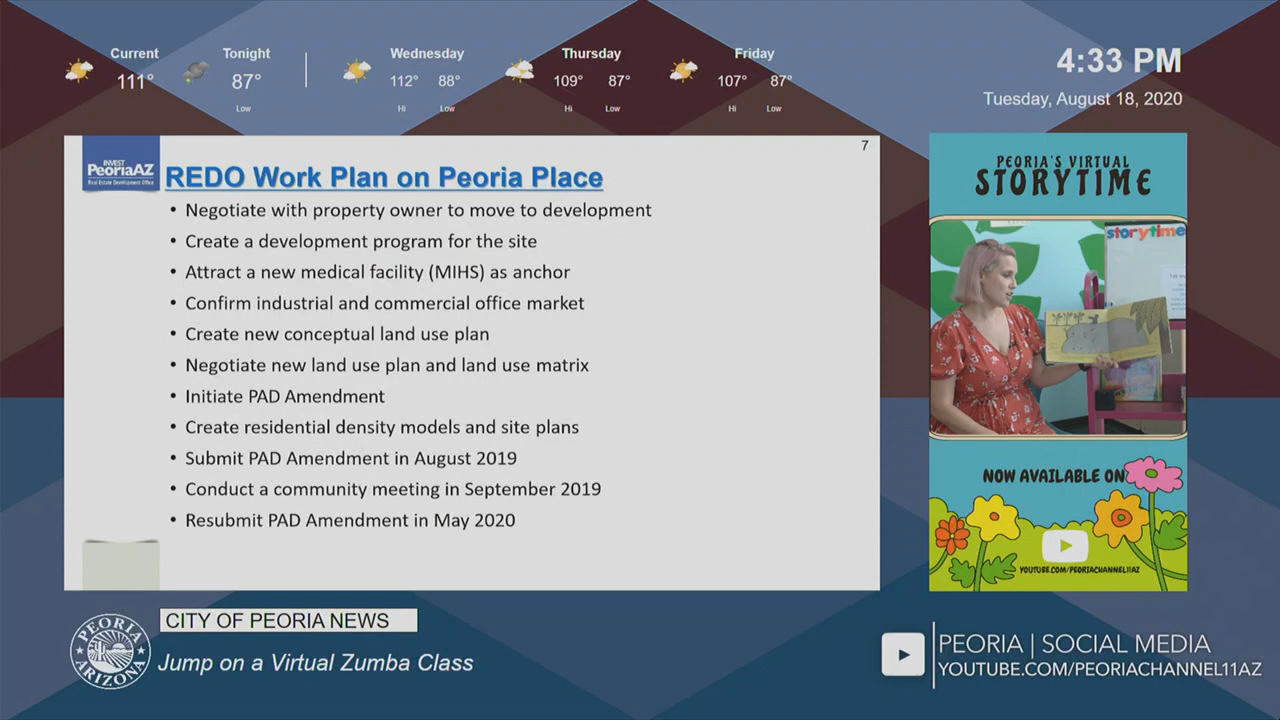 Current
Tonight
Wednesday
Thursday
Friday
111°
87°
112° 88°
109° 87°
107° 87°
Low
Hi Low
Hi Low
Hi Low
4:33 PM
Tuesday, August 18, 2020
7
INVEST
PeoriaAZ
Real Estate Development Office
REDO Work Plan on Peoria Place
• Negotiate with property owner to move to development
• Create a development program for the site
• Attract a new medical facility (MIHS) as anchor
• Confirm industrial and commercial office market
• Create new conceptual land use plan
• Negotiate new land use plan and land use matrix
• Initiate PAD Amendment
• Create residential density models and site plans
• Submit PAD Amendment in August 2019
• Conduct a community meeting in September 2019
• Resubmit PAD Amendment in May 2020
PEORIA'S VIRTUAL
STORYTIME
storytime
NOW AVAILABLE ON
YOUTUBE.COM/PEORIACHANNEL11AZ
CITY OF PEORIA NEWS
Jump on a Virtual Zumba Class
PEORIA
ARIZONA
PEORIA | SOCIAL MEDIA
YOUTUBE.COM/PEORIACHANNEL11AZ